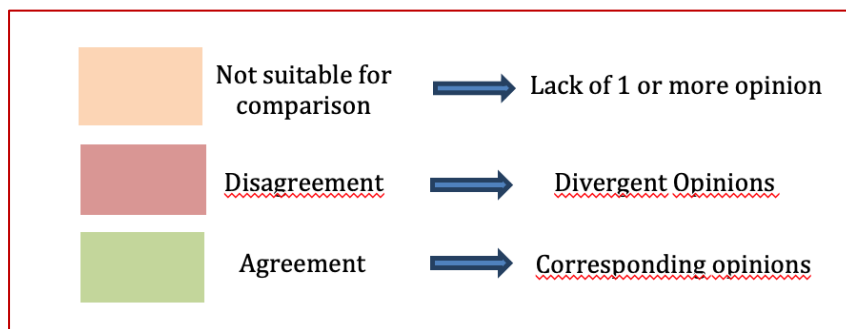 Not suitable for
comparison
Lack of 1 or more opinion
Disagreement
Divergent Opinions
Agreement
Corresponding opinions